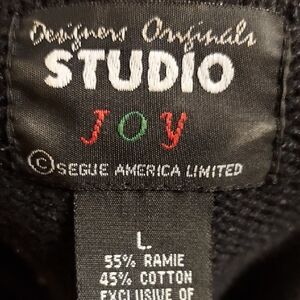 Designers Originals
STUDIO
JOY
©SEGUE AMERICA LIMITED
L
55% RAMIE
45% COTTON
EXCLUSIVE OF